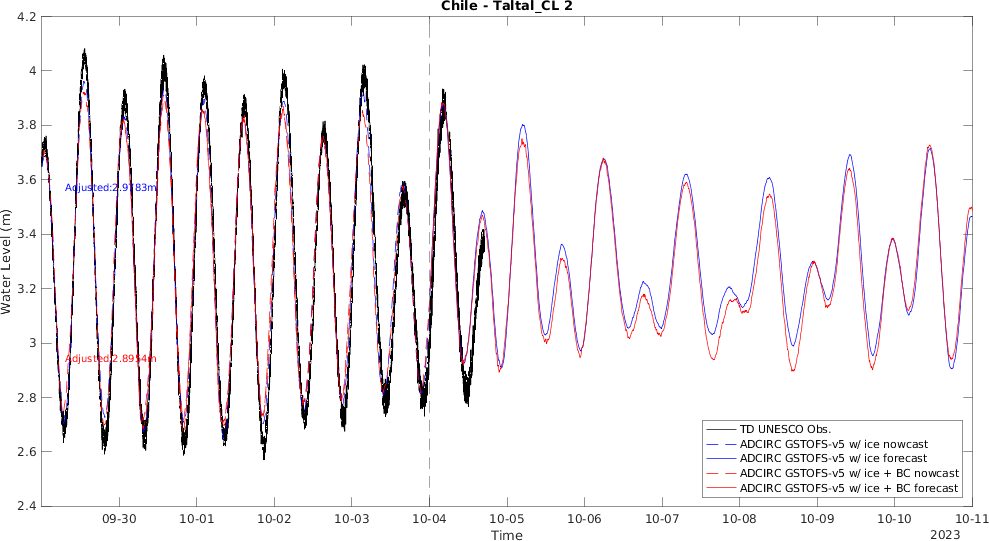 Chile - Taltal_CL 2
4.2
4
3.8
3.6
3.4
3.2
3
2.8
2.6
2.4
Water Level (m)
Adjusted:2.9783m
Adjusted:2.8954m
TD UNESCO Obs.
ADCIRC GSTOFS-v5 w/ ice nowcast
ADCIRC GSTOFS-v5 w/ ice forecast
ADCIRC GSTOFS-v5 w/ ice + BC nowcast
ADCIRC GSTOFS-v5 w/ ice + BC forecast
09-30 10-01 10-02 10-03 10-04 10-05 10-06 10-07 10-08 10-09 10-10 10-11
Time
2023